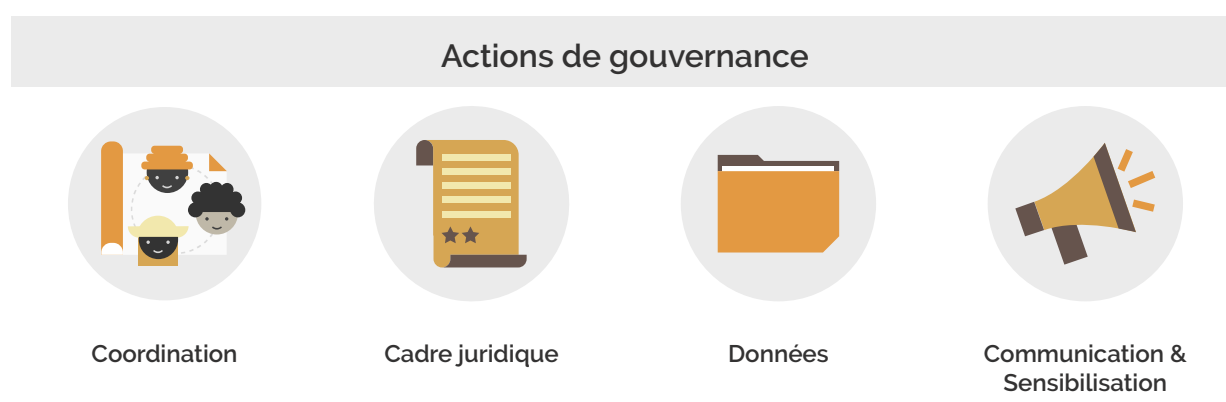 Actions de gouvernance
Coordination
Cadre juridique
Données
Communication &
Sensibilisation